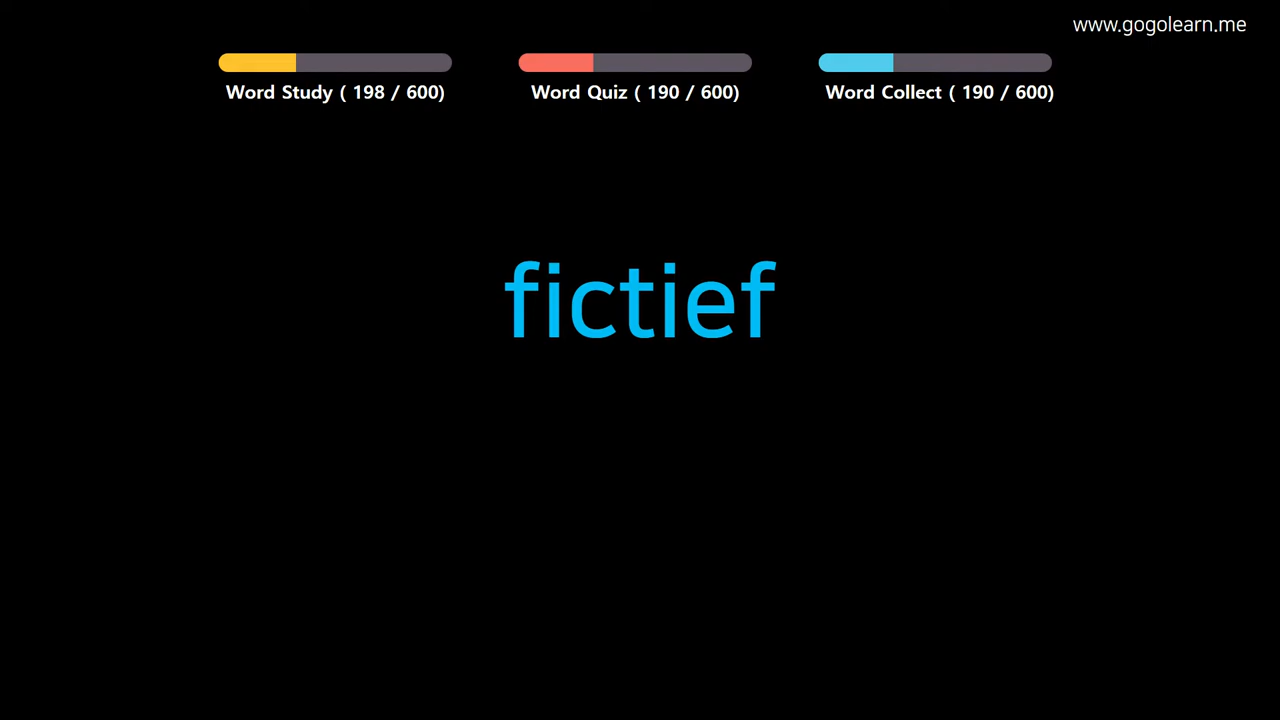 www.gogolearn.me
Word Study ( 198 / 600)
Word Quiz ( 190 / 600)
Word Collect ( 190 / 600)
fictief